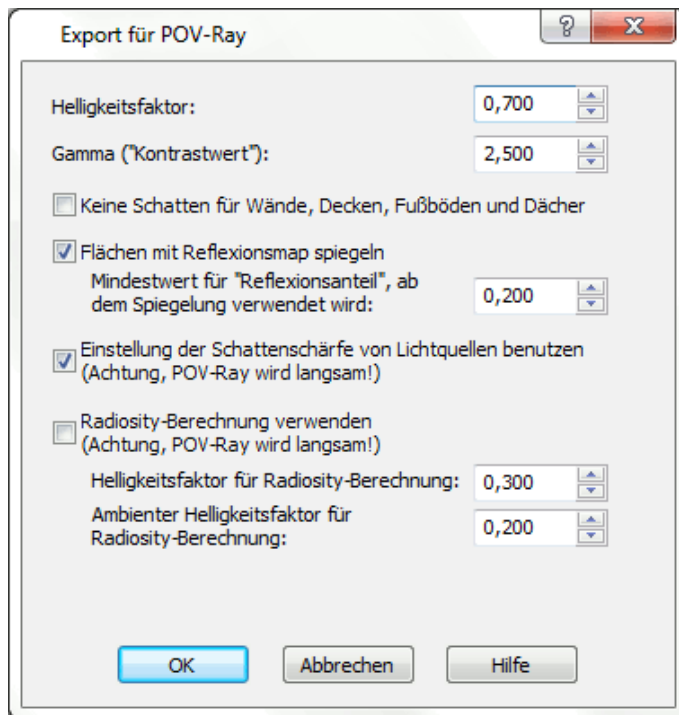 Export für POV-Ray
Helligkeitsfaktor: 0,700
Gamma ("Kontrastwert"): 2,500
Keine Schatten für Wände, Decken, Fußböden und Dächer
Flächen mit Reflexionsmap spiegeln
Mindestwert für "Reflexionsanteil", ab
dem Spiegelung verwendet wird: 0,200
Einstellung der Schattenschärfe von Lichtquellen benutzen
(Achtung, POV-Ray wird langsam!)
Radiosity-Berechnung verwenden
(Achtung, POV-Ray wird langsam!)
Helligkeitsfaktor für Radiosity-Berechnung: 0,300
Ambienter Helligkeitsfaktor für
Radiosity-Berechnung: 0,200
OK Abbrechen Hilfe